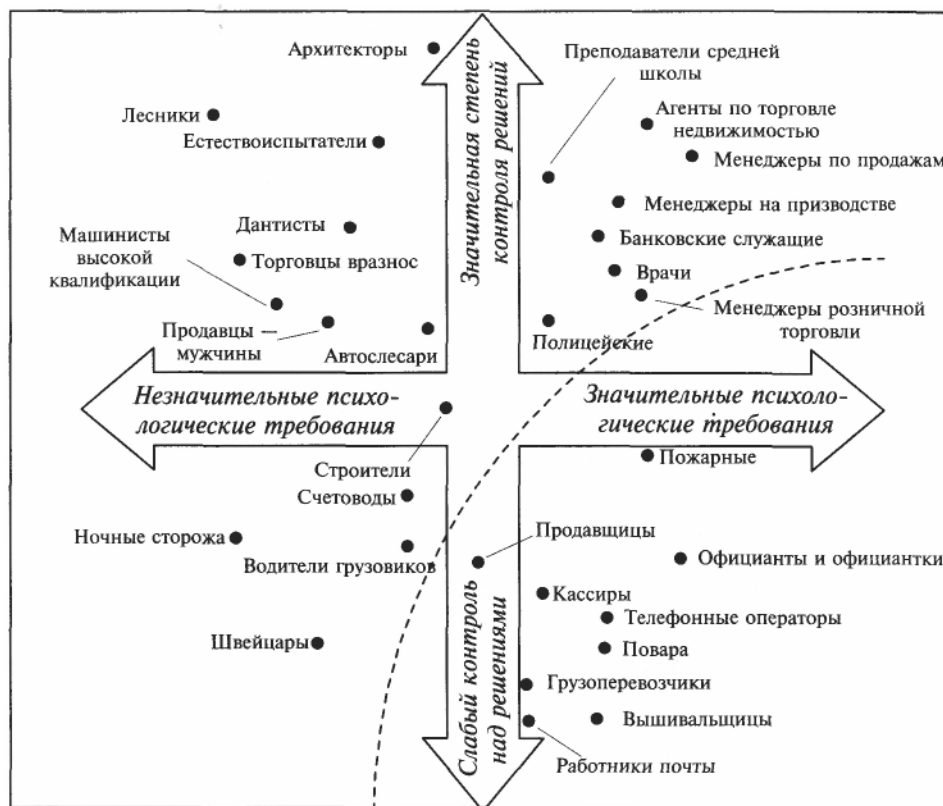 Архитекторы
Преподаватели средней
школы
Лесники
Естествоиспытатели
Агенты по торговле
недвижимостью
Менеджеры по продажам
Значительная степень
контроля решений
Дантисты
Менеджеры на призводстве
Машинисты
высокой
квалификации
Торговцы вразнос
Банковские служащие
Врачи
Продавцы —
мужчины
Автослесари
Полицейские
Менеджеры розничной
торговли
Незначительные психо-
логические требования
Значительные психоло-
гические требования
Строители
Счетоводы
Пожарные
Ночные сторожа
Водители грузовиков
Продавщицы
Официанты и официантки
Кассиры
Телефонные операторы
Швейцары
Повара
Слабый контроль
над решениями
Грузоперевозчики
Вышивальщицы
Работники почты